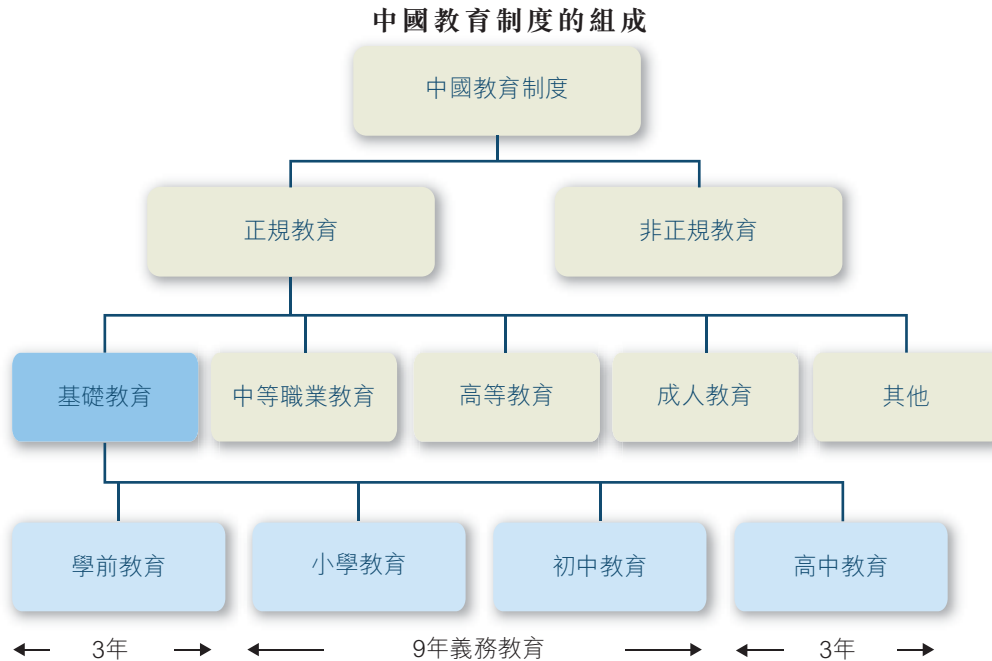 中國教育制度的組成
中國教育制度
正規教育
非正規教育
基礎教育
中等職業教育
高等教育
成人教育
其他
學前教育
小學教育
初中教育
高中教育
3年
9年義務教育
3年